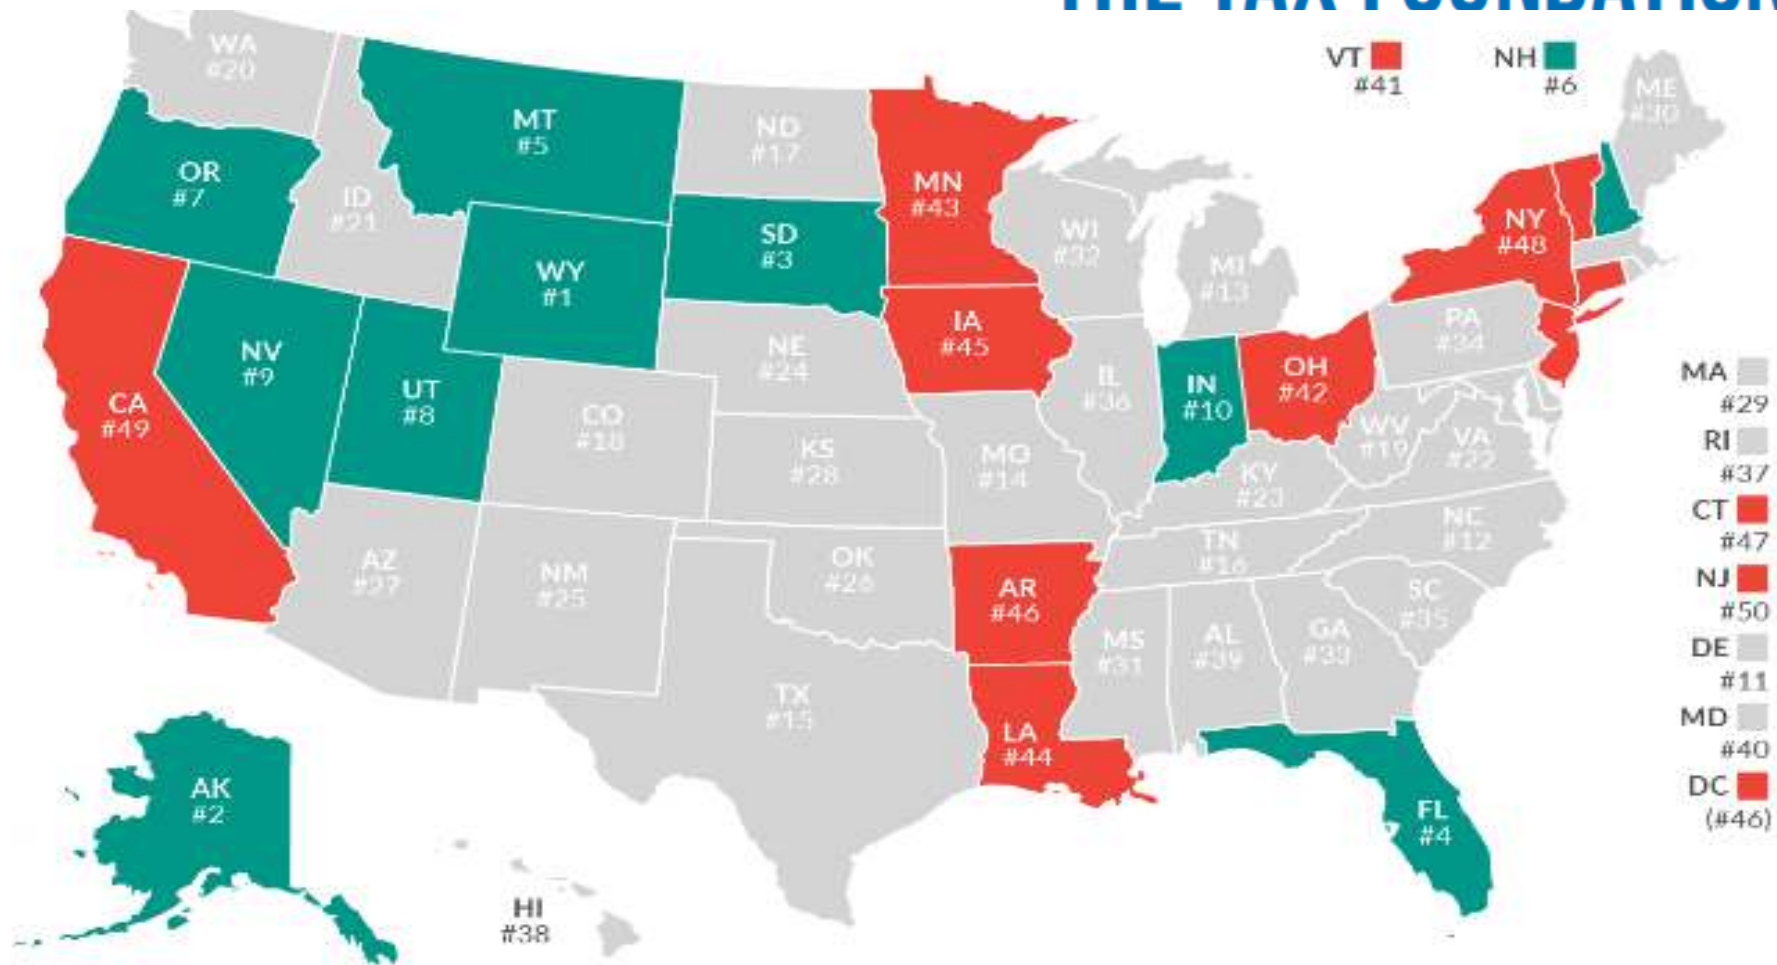 THE TAX FOUNDATION
VT
#41
NH
#6
WA
#20
ME
#30
MT
#5
ND
#17
OR
#7
ID
#21
MN
#43
WI
#32
NY
#48
SD
#3
WY
#1
MI
#13
IA
#45
PA
#34
NV
#9
NE
#24
UT
#8
IL
#36
IN
#10
OH
#42
CA
#49
CO
#18
KS
#28
MO
#14
WV
#19
VA
#22
KY
#23
MA
#29
RI
#37
CT
#47
NJ
#50
DE
#11
MD
#40
DC
(#46)
AZ
#27
NM
#25
OK
#26
TN
#16
NC
#12
AR
#46
SC
#35
MS
#31
AL
#39
GA
#33
TX
#15
LA
#44
AK
#2
FL
#4
HI
#38